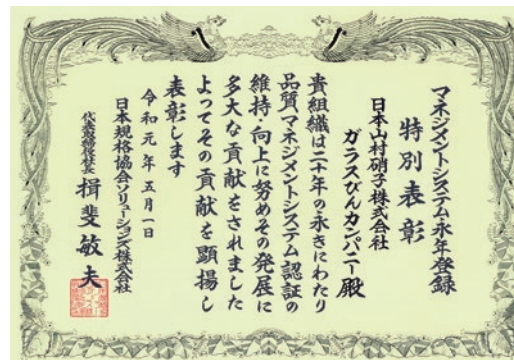 マネジメントシステム永年登録
特別表彰
日本山村硝子株式会社
ガラスびんカンパニー殿
貴組織は二十年の永きにわたり
品質マネジメントシステム認証の
維持・向上に努めその発展に
多大な貢献をされました
よってその貢献を顕揚し
表彰します
令和元年五月一日
日本規格協会ソリューションズ株式会社
代表取締役社長 揖斐敏夫